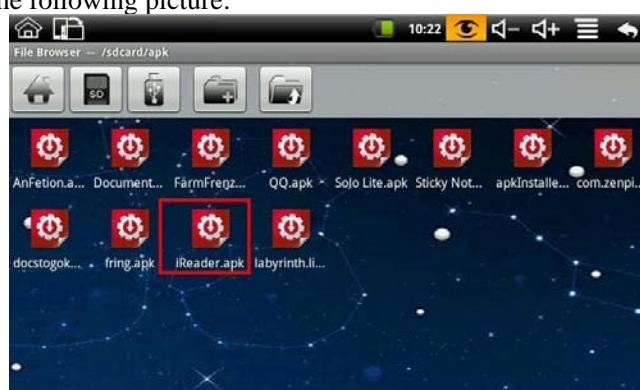 ne following picture.
10:22
File Browser -- /sdcard/apk
SD
AnFetion.a... Document... FarmFrenz... QQ.apk Solo Lite.apk Sticky Not... apkInstalle... com.zenpi...
docstogok... fring.apk iReader.apk labyrinth.li...